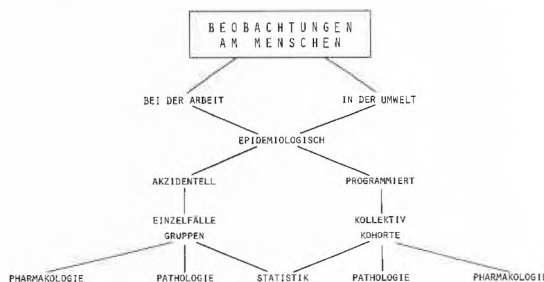 BEOBACHTUNGEN
AM MENSCHEN
BEI DER ARBEIT
IN DER UMWELT
EPIDEMIOLOGISCH
AKZIDENTELL
PROGRAMMIERT
EINZELFÄLLE
GRUPPEN
KOLLEKTIV
KOHORTE
PHARMAKOLOGIE
PATHOLOGIE
STATISTIK
PATHOLOGIE
PHARMAKOLOGIE